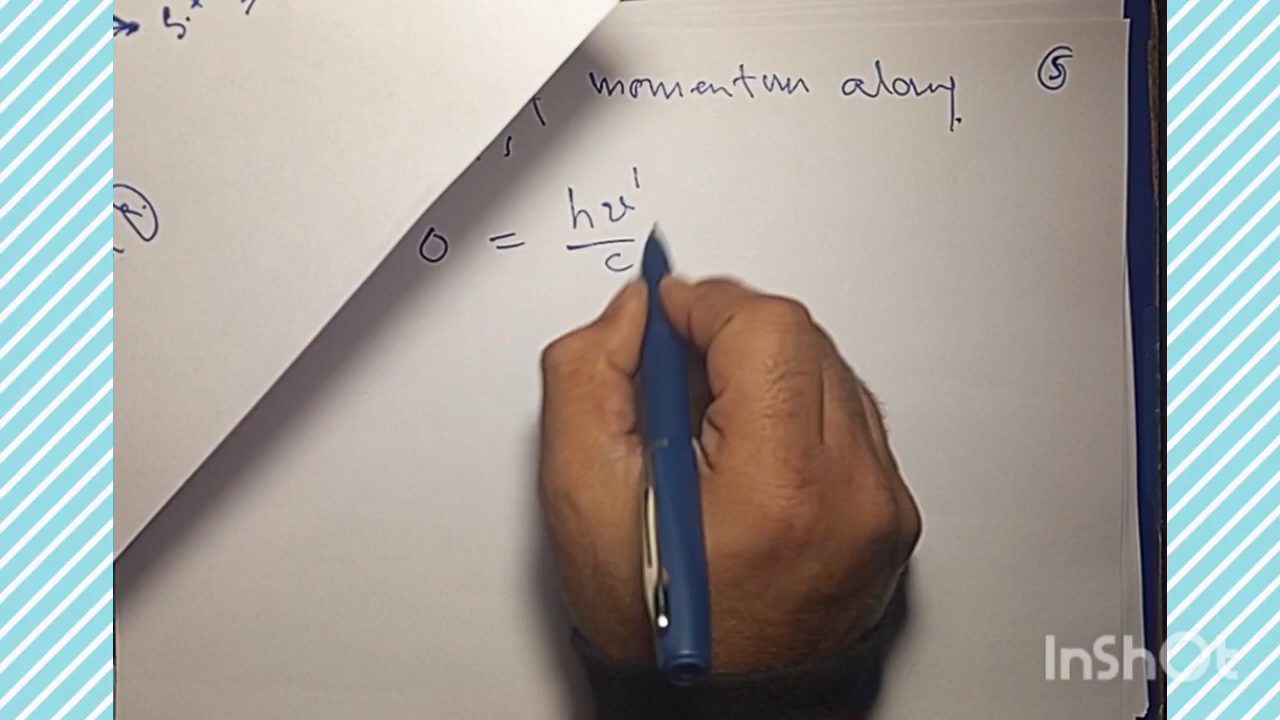 momentum along ⑤
0 = hν'/c
InShOt